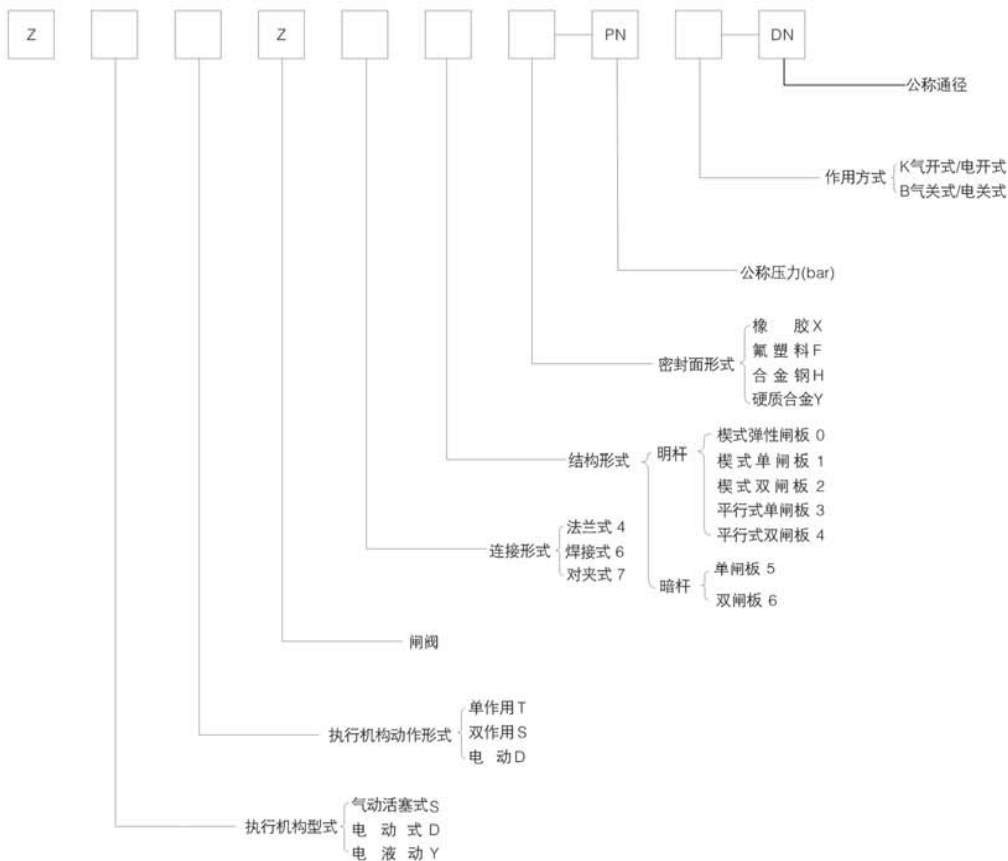 Z Z PN DN
公称通径
作用方式
K气开式/电开式
B气关式/电关式
公称压力(bar)
密封面形式
橡 胶 X
氟 塑 料 F
合 金 钢 H
硬质合金Y
结构形式
明杆
楔式弹性闸板 0
楔 式 单 闸 板 1
楔 式 双 闸 板 2
平行式单闸板 3
平行式双闸板 4
暗杆
单闸板 5
双闸板 6
连接形式
法兰式 4
焊接式 6
对夹式 7
闸阀
执行机构动作形式
单作用 T
双作用 S
电 动 D
执行机构型式
气动活塞式 S
电 动 式 D
电 液 动 Y